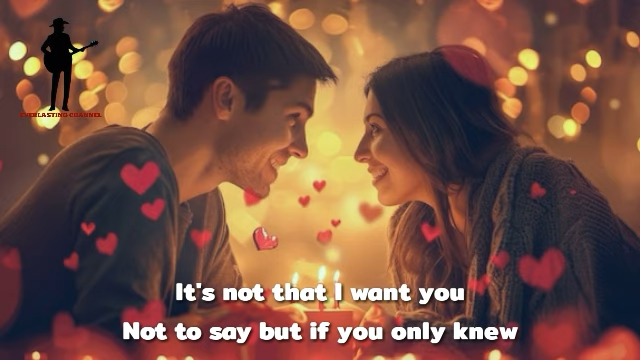 EVERLASTING CHANNEL
It's not that I want you
Not to say but if you only knew